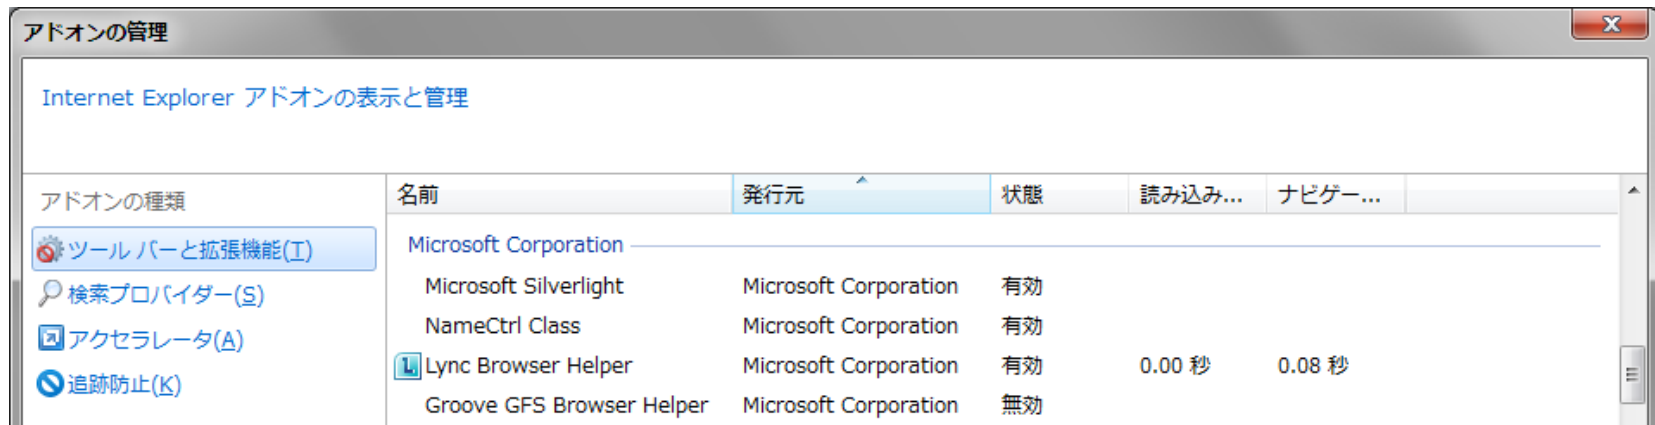 アドオンの管理
Internet Explorer アドオンの表示と管理
アドオンの種類
ツール バーと拡張機能(T)
検索プロバイダー(S)
アクセラレータ(A)
追跡防止(K)
名前 発行元 状態 読み込み... ナビゲー...
Microsoft Corporation
Microsoft Silverlight Microsoft Corporation 有効
NameCtrl Class Microsoft Corporation 有効
Lync Browser Helper Microsoft Corporation 有効 0.00 秒 0.08 秒
Groove GFS Browser Helper Microsoft Corporation 無効